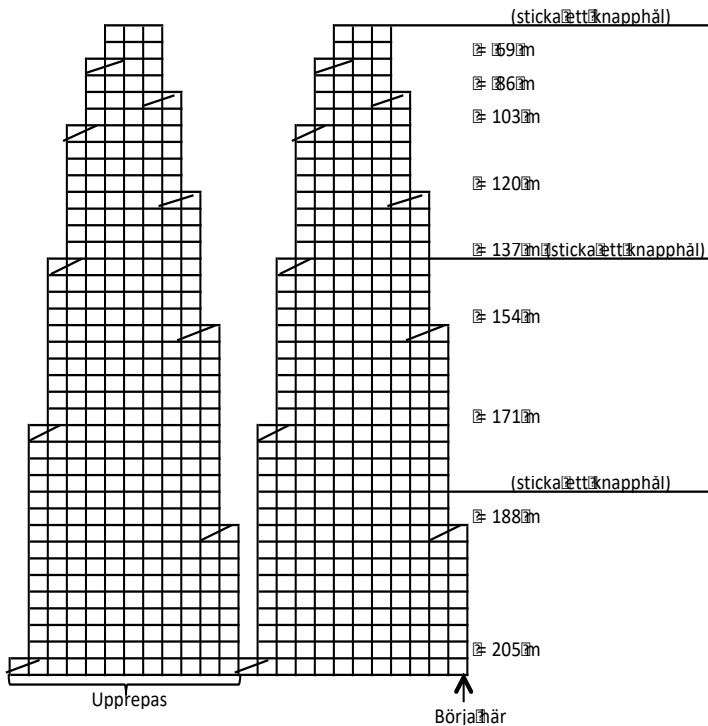 (sticka ett knapphål)
= 69 m
= 86 m
= 103 m
= 120 m
= 137 m (sticka ett knapphål)
= 154 m
= 171 m
(sticka ett knapphål)
= 188 m
= 205 m
Upprepas
Börja här